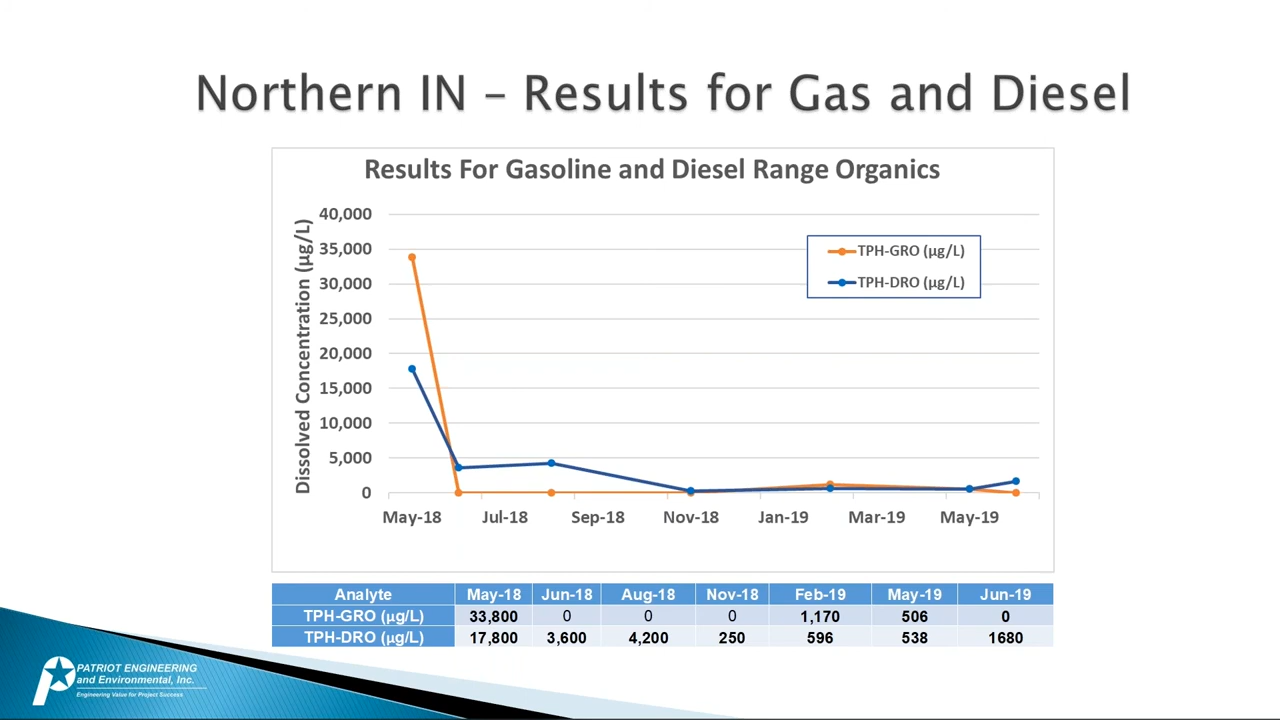 Northern IN – Results for Gas and Diesel
Results For Gasoline and Diesel Range Organics
Dissolved Concentration (µg/L)
40,000
35,000
30,000
25,000
20,000
15,000
10,000
5,000
0
TPH-GRO (µg/L)
TPH-DRO (µg/L)
May-18 Jul-18 Sep-18 Nov-18 Jan-19 Mar-19 May-19
Analyte May-18 Jun-18 Aug-18 Nov-18 Feb-19 May-19 Jun-19
TPH-GRO (µg/L) 33,800 0 0 0 1,170 506 0
TPH-DRO (µg/L) 17,800 3,600 4,200 250 596 538 1680
PATRIOT ENGINEERING
and Environmental, Inc.
Engineering Value for Project Success